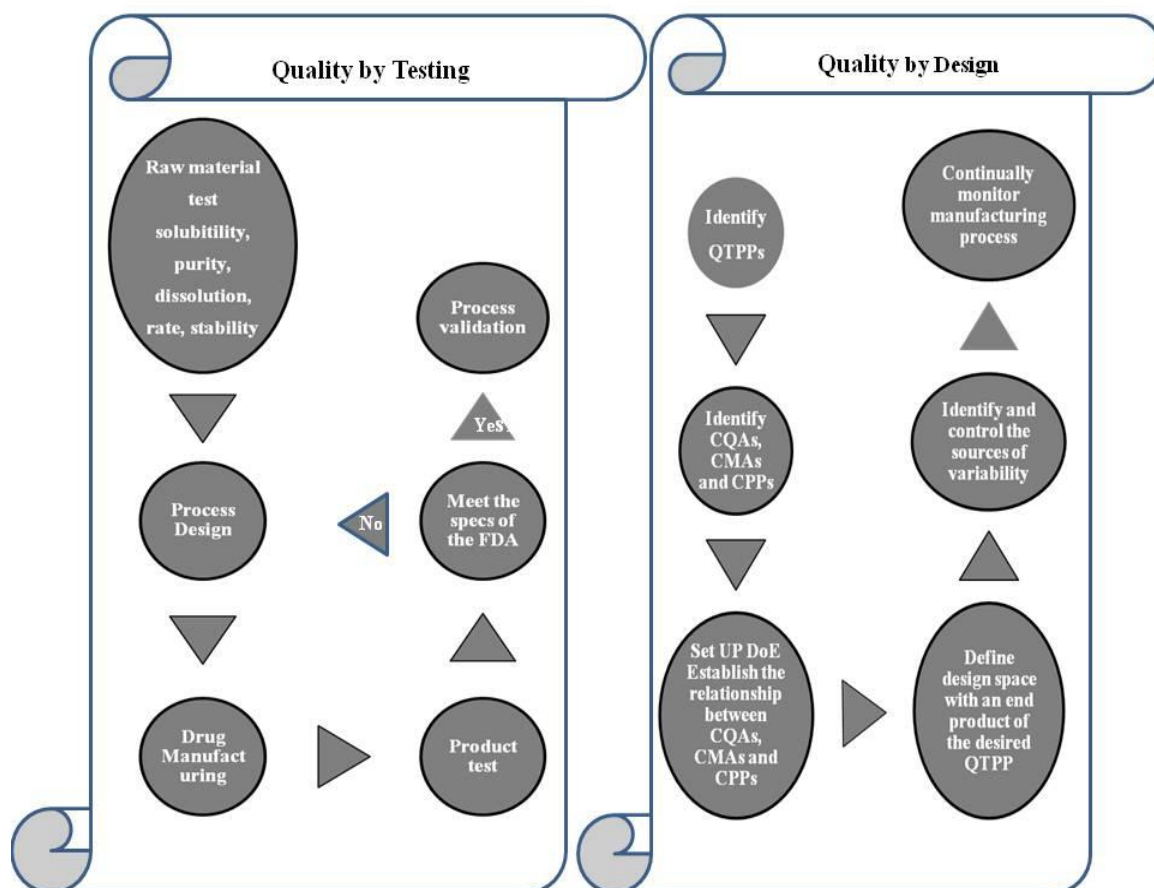 Quality by Testing
Raw material
test
solubitility,
purity,
dissolution,
rate, stability
Process
Design
Drug
Manufact
uring
Product
test
Meet the
specs of
the FDA
No
Yes
Process
validation
Quality by Design
Identify
QTPPs
Identify
CQAs,
CMAs
and CPPs
Set UP DoE
Establish the
relationship
between
CQAs,
CMAs and
CPPs
Define
design space
with an end
product of
the desired
QTPP
Identify and
control the
sources of
variability
Continually
monitor
manufacturing
process